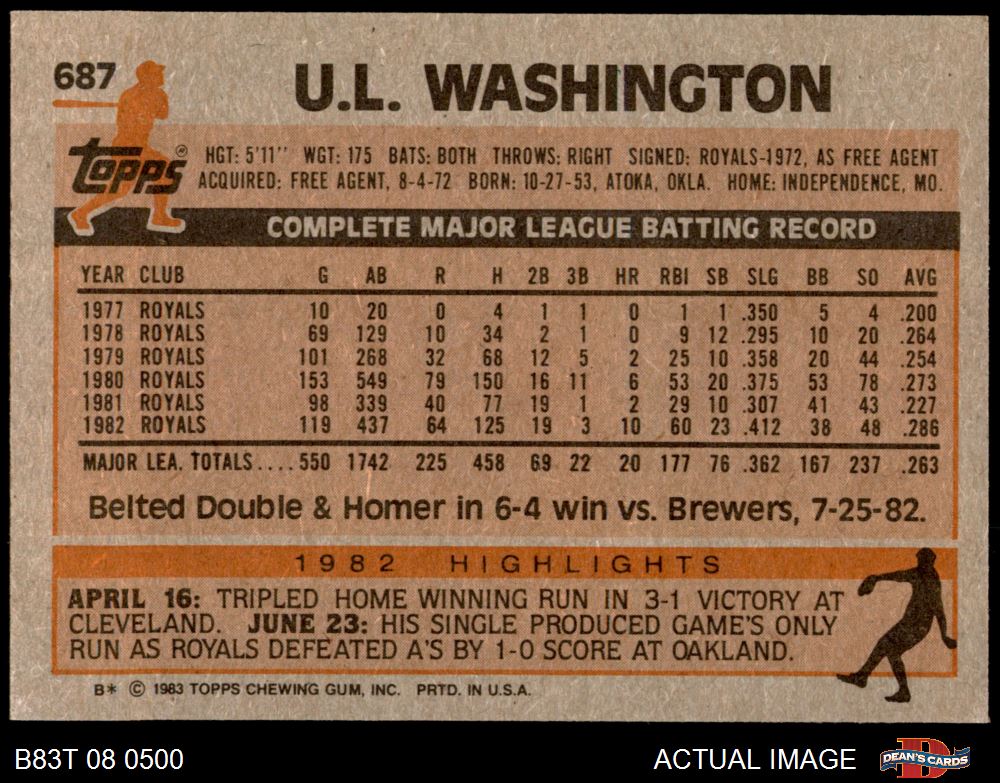 687
U.L. WASHINGTON
Topps®
HGT: 5'11" WGT: 175 BATS: BOTH THROWS: RIGHT SIGNED: ROYALS-1972, AS FREE AGENT
ACQUIRED: FREE AGENT, 8-4-72 BORN: 10-27-53, ATOKA, OKLA. HOME: INDEPENDENCE, MO.
COMPLETE MAJOR LEAGUE BATTING RECORD
YEAR CLUB G AB R H 2B 3B HR RBI SB SLG BB SO AVG
1977 ROYALS 10 20 0 4 1 1 0 1 1 .350 5 4 .200
1978 ROYALS 69 129 10 34 2 1 0 9 12 .295 10 20 .264
1979 ROYALS 101 268 32 68 12 5 2 25 10 .358 20 44 .254
1980 ROYALS 153 549 79 150 16 11 6 53 20 .375 53 78 .273
1981 ROYALS 98 339 40 77 19 1 2 29 10 .307 41 43 .227
1982 ROYALS 119 437 64 125 19 3 10 60 23 .412 38 48 .286
MAJOR LEA. TOTALS.... 550 1742 225 458 69 22 20 177 76 .362 167 237 .263
Belted Double & Homer in 6-4 win vs. Brewers, 7-25-82.
1982 HIGHLIGHTS
APRIL 16: TRIPLED HOME WINNING RUN IN 3-1 VICTORY AT
CLEVELAND. JUNE 23: HIS SINGLE PRODUCED GAME'S ONLY
RUN AS ROYALS DEFEATED A'S BY 1-0 SCORE AT OAKLAND.
B* © 1983 TOPPS CHEWING GUM, INC. PRTD. IN U.S.A.
B83T 08 0500
ACTUAL IMAGE
D
DEAN'S CARDS